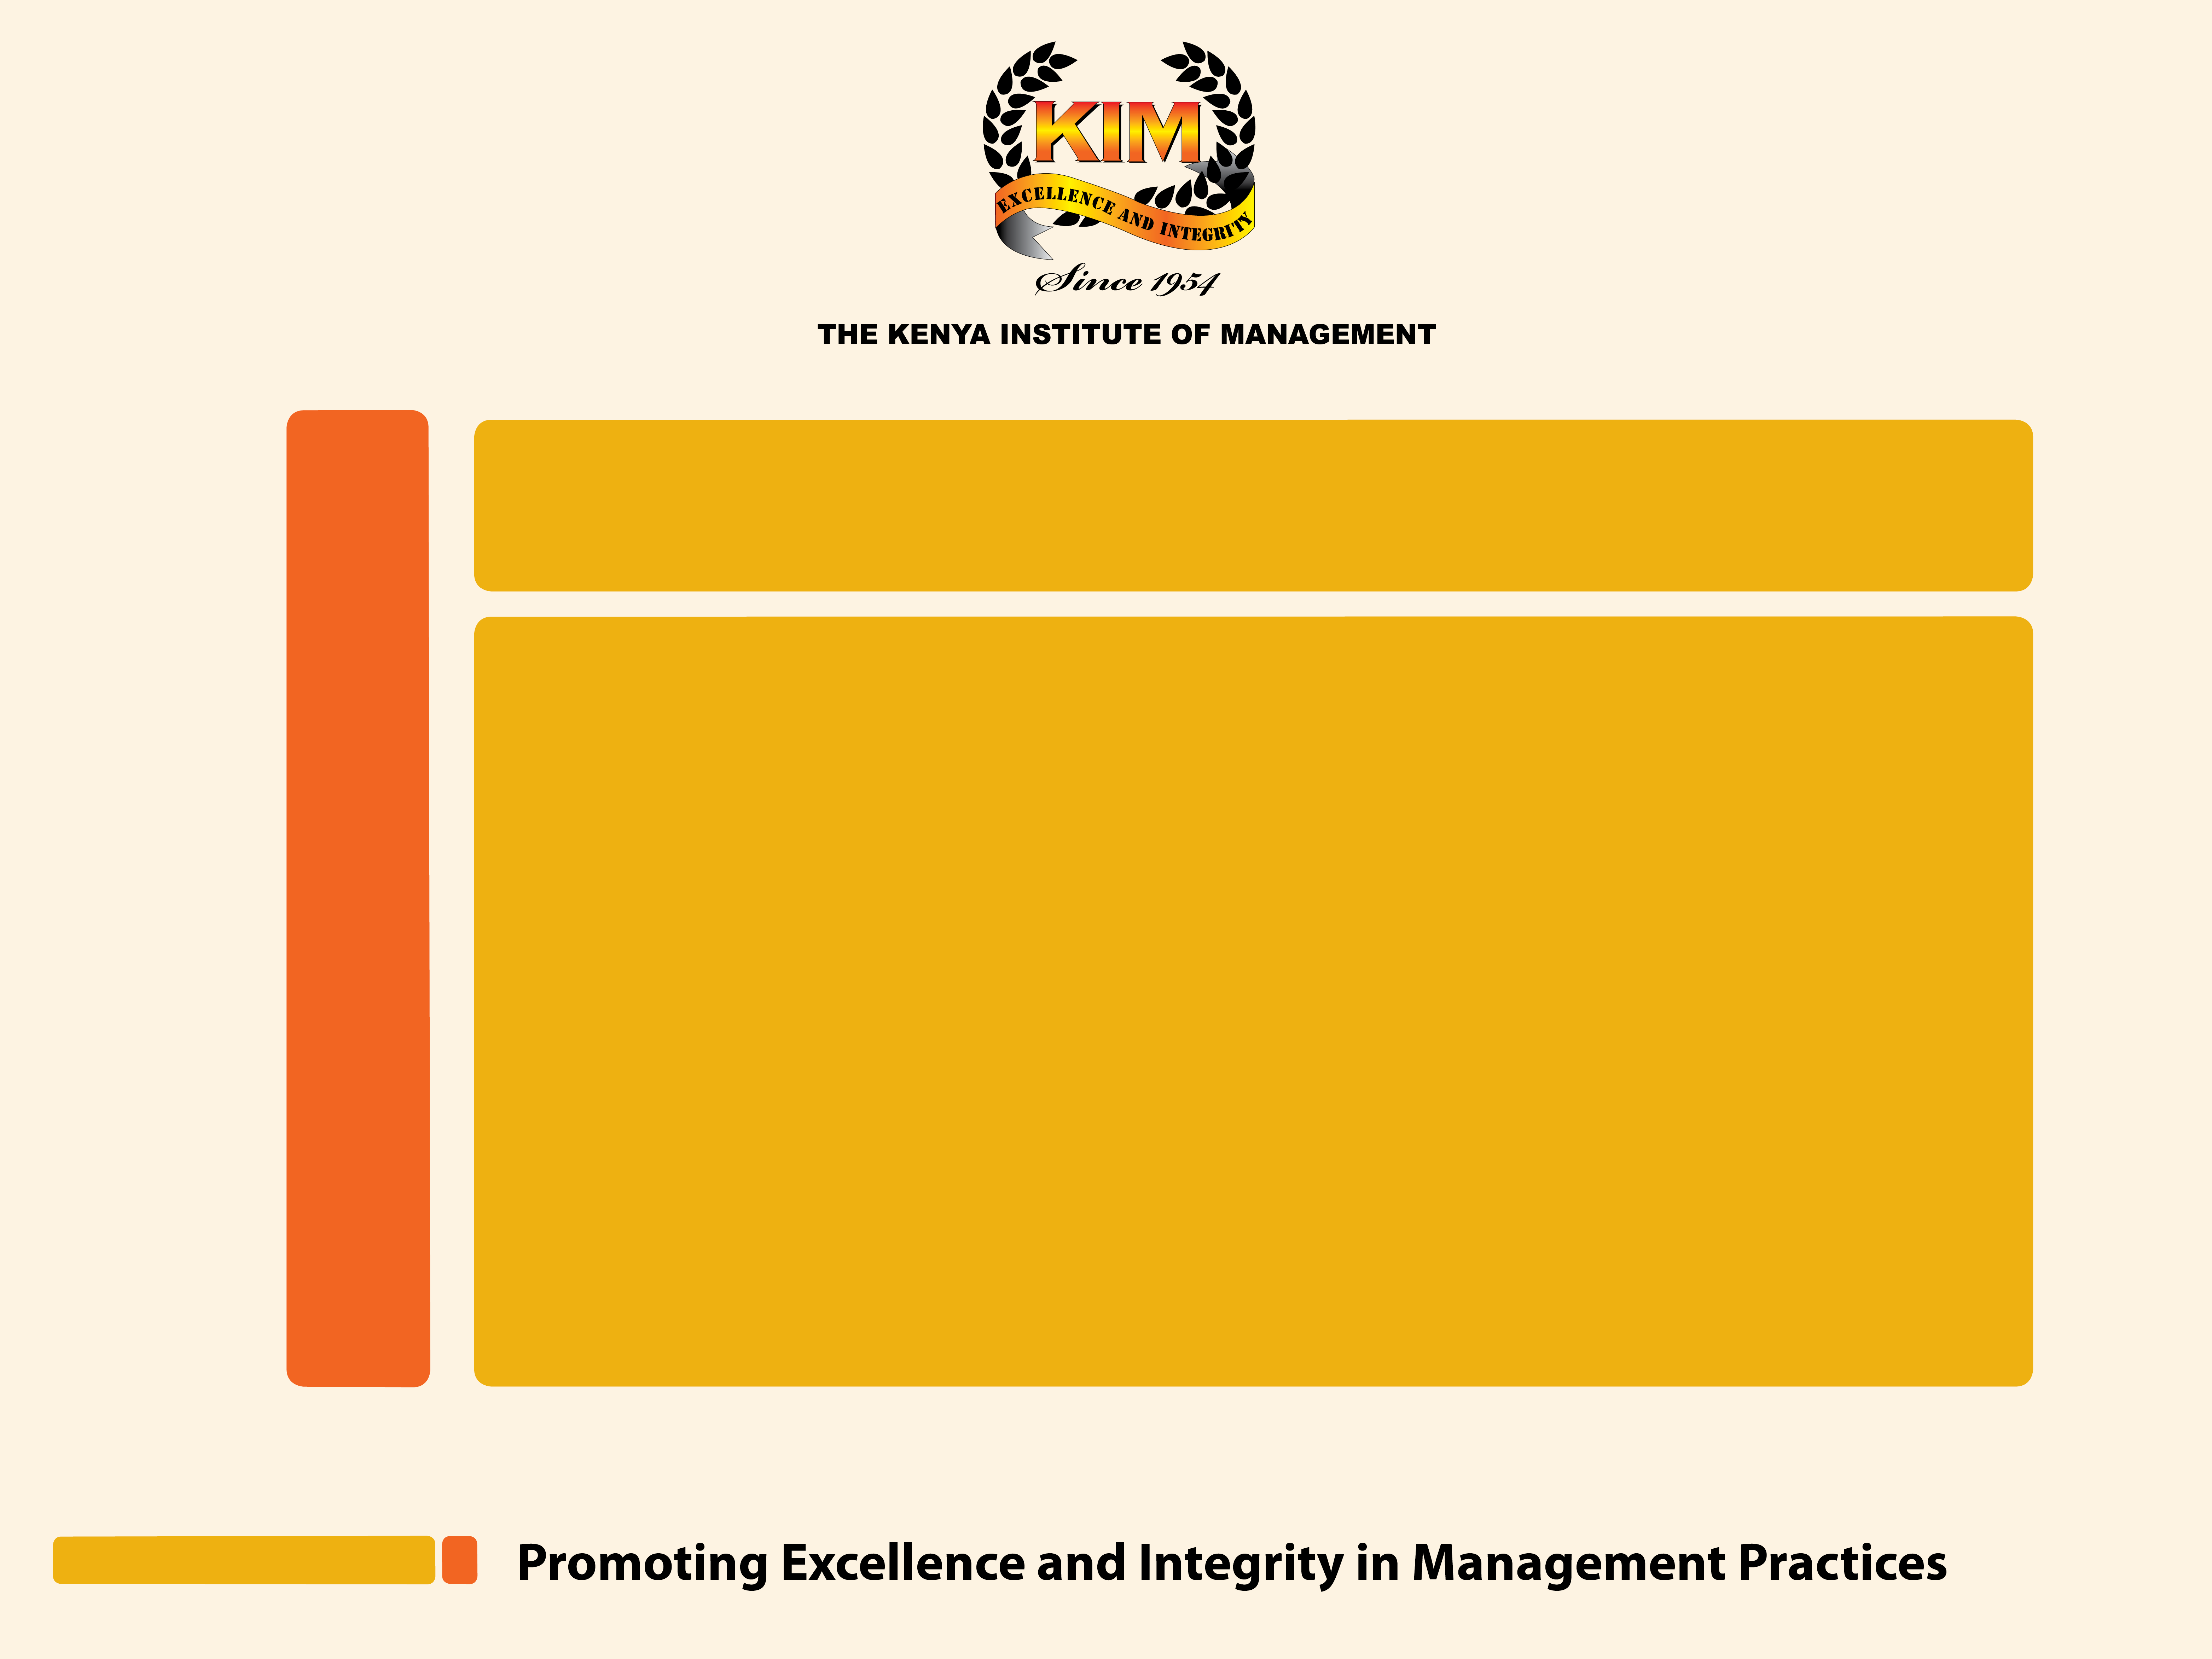 KIM
EXCELLENCE AND INTEGRITY
Since 1954
THE KENYA INSTITUTE OF MANAGEMENT
Promoting Excellence and Integrity in Management Practices